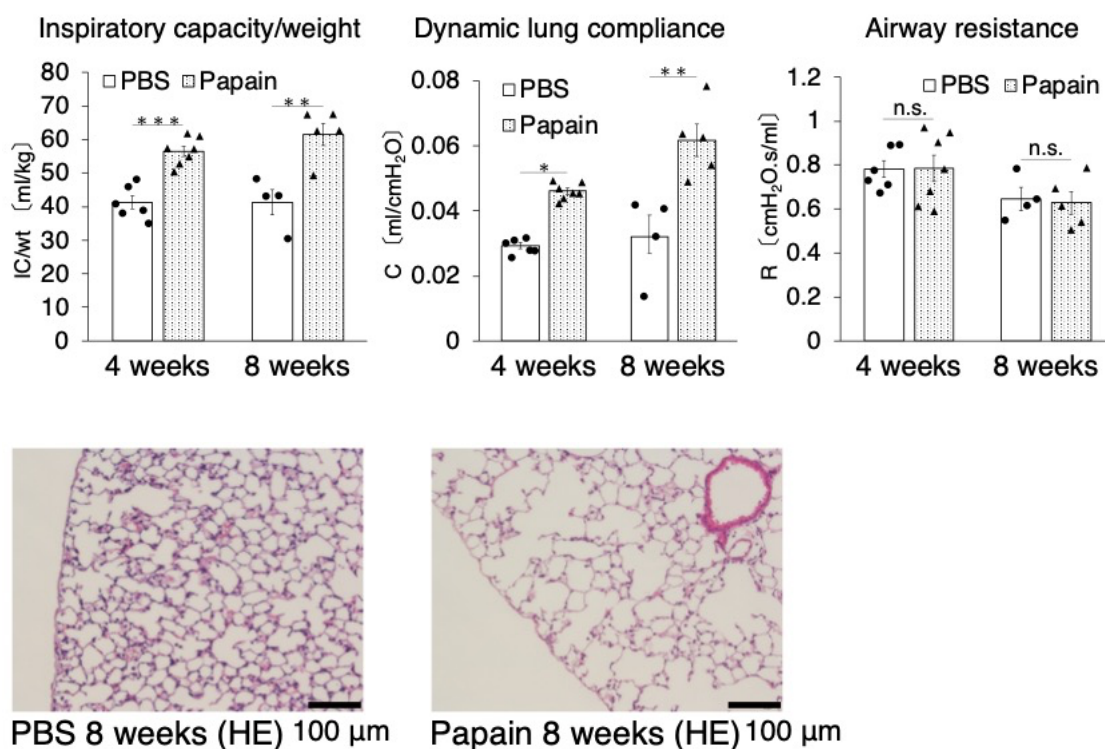 Inspiratory capacity/weight
IC/wt 〔ml/kg〕
80
70
60
50
40
30
20
10
0
PBS Papain
***
**
4 weeks 8 weeks
Dynamic lung compliance
C 〔ml/cmH₂O〕
0.08
0.06
0.04
0.02
0
PBS
Papain
*
**
4 weeks 8 weeks
Airway resistance
R 〔cmH₂O.s/ml〕
1.2
1
0.8
0.6
0.4
0.2
0
PBS Papain
n.s.
n.s.
4 weeks 8 weeks
PBS 8 weeks (HE) 100 µm
Papain 8 weeks (HE) 100 µm